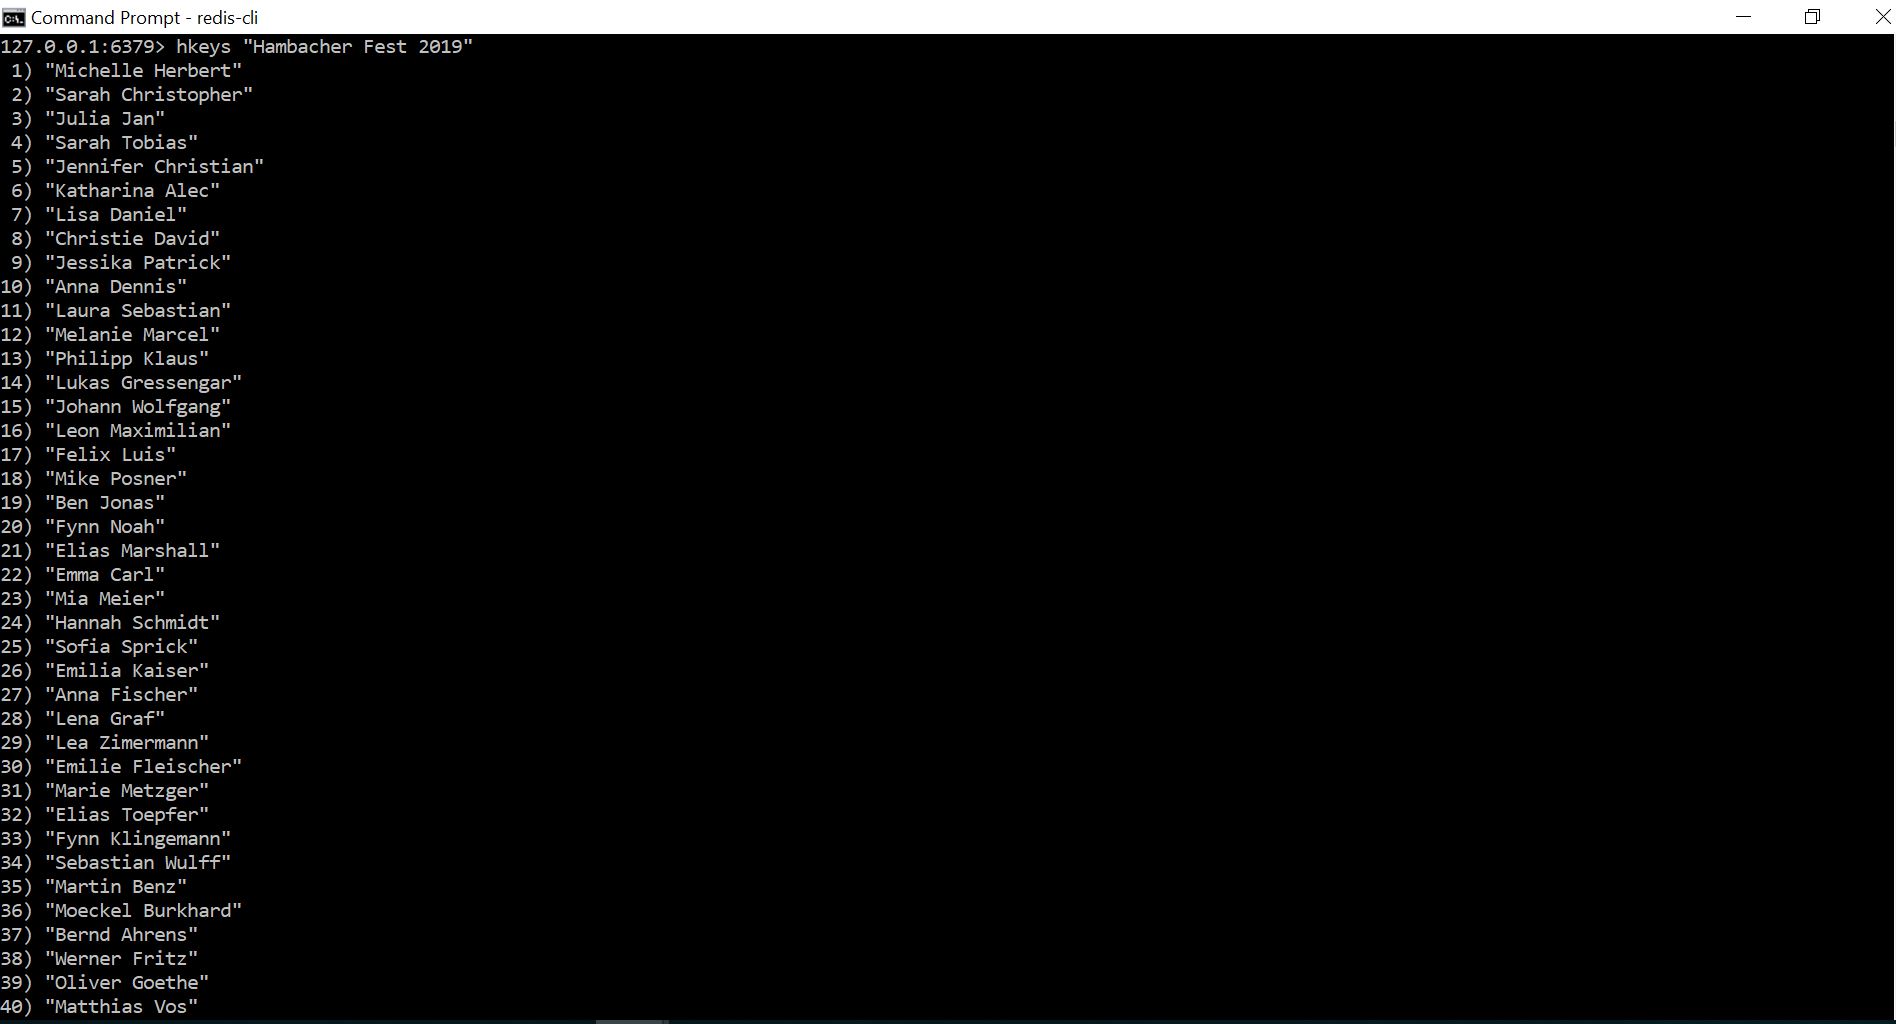 Command Prompt - redis-cli
127.0.0.1:6379> hkeys "Hambacher Fest 2019"
1) "Michelle Herbert"
2) "Sarah Christopher"
3) "Julia Jan"
4) "Sarah Tobias"
5) "Jennifer Christian"
6) "Katharina Alec"
7) "Lisa Daniel"
8) "Christie David"
9) "Jessika Patrick"
10) "Anna Dennis"
11) "Laura Sebastian"
12) "Melanie Marcel"
13) "Philipp Klaus"
14) "Lukas Gressengar"
15) "Johann Wolfgang"
16) "Leon Maximilian"
17) "Felix Luis"
18) "Mike Posner"
19) "Ben Jonas"
20) "Fynn Noah"
21) "Elias Marshall"
22) "Emma Carl"
23) "Mia Meier"
24) "Hannah Schmidt"
25) "Sofia Sprick"
26) "Emilia Kaiser"
27) "Anna Fischer"
28) "Lena Graf"
29) "Lea Zimermann"
30) "Emilie Fleischer"
31) "Marie Metzger"
32) "Elias Toepfer"
33) "Fynn Klingemann"
34) "Sebastian Wulff"
35) "Martin Benz"
36) "Moeckel Burkhard"
37) "Bernd Ahrens"
38) "Werner Fritz"
39) "Oliver Goethe"
40) "Matthias Vos"